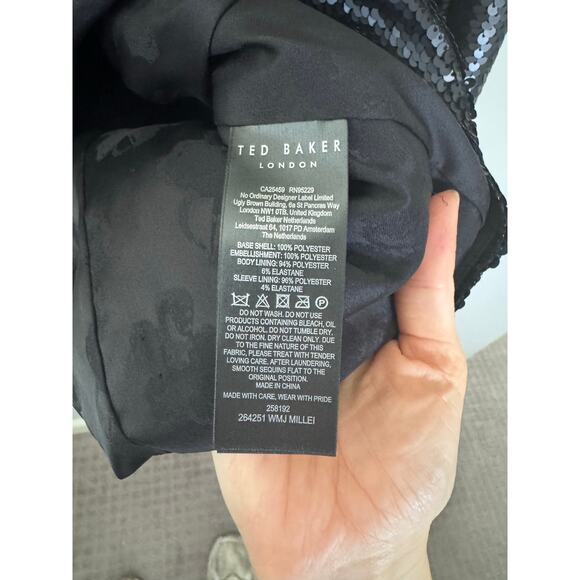 TED BAKER
LONDON
CA25459 RN95229
No Ordinary Designer Label Limited
Ugly Brown Building, 6a St Pancras Way
London NW1 0TB. United Kingdom
Ted Baker Netherlands
Leidsestraat 64, 1017 PD Amsterdam
The Netherlands
BASE SHELL: 100% POLYESTER
EMBELLISHMENT: 100% POLYESTER
BODY LINING: 94% POLYESTER
6% ELASTANE
SLEEVE LINING: 96% POLYESTER
4% ELASTANE
P
DO NOT WASH. DO NOT USE
PRODUCTS CONTAINING BLEACH, OIL
OR ALCOHOL. DO NOT TUMBLE DRY.
DO NOT IRON. DRY CLEAN ONLY. DUE
TO THE FINE NATURE OF THIS
FABRIC, PLEASE TREAT WITH TENDER
LOVING CARE. AFTER LAUNDERING,
SMOOTH SEQUINS FLAT TO THE
ORIGINAL POSITION.
MADE IN CHINA
MADE WITH CARE, WEAR WITH PRIDE
258192
264251 WMJ MILLEI